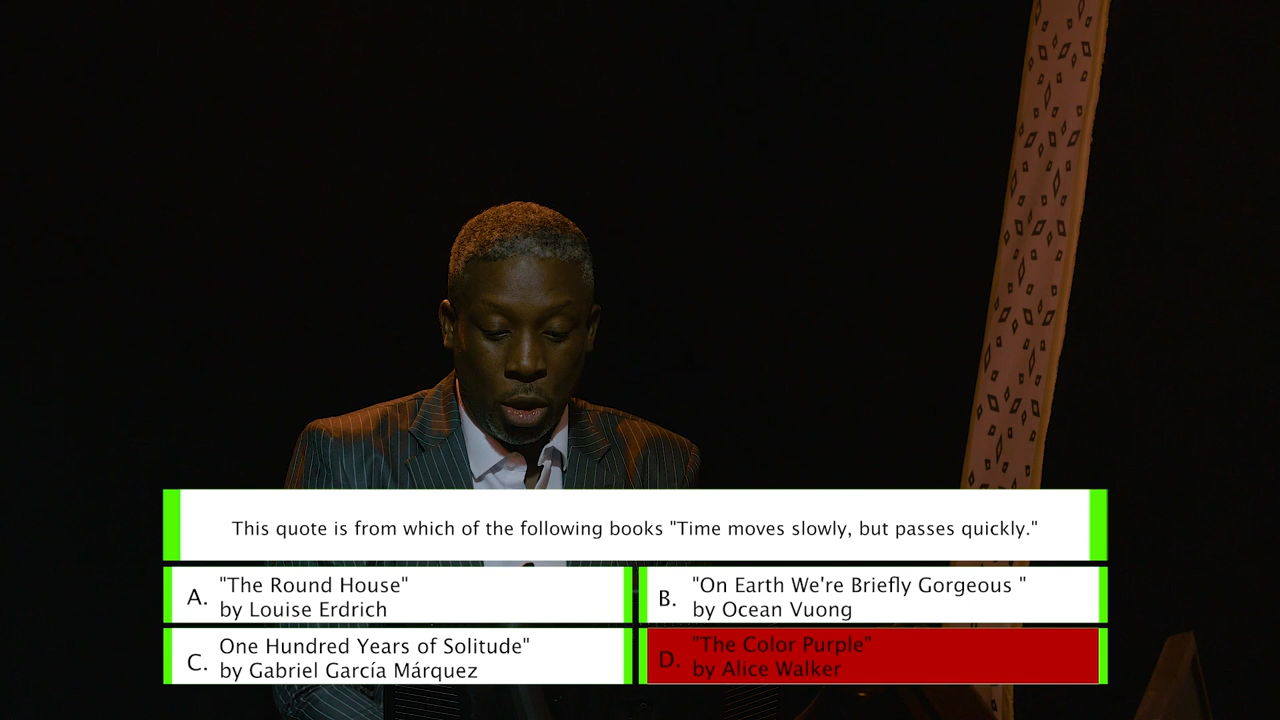 This quote is from which of the following books "Time moves slowly, but passes quickly."
A. "The Round House"
by Louise Erdrich
B. "On Earth We're Briefly Gorgeous "
by Ocean Vuong
C. One Hundred Years of Solitude"
by Gabriel García Márquez
D. "The Color Purple"
by Alice Walker